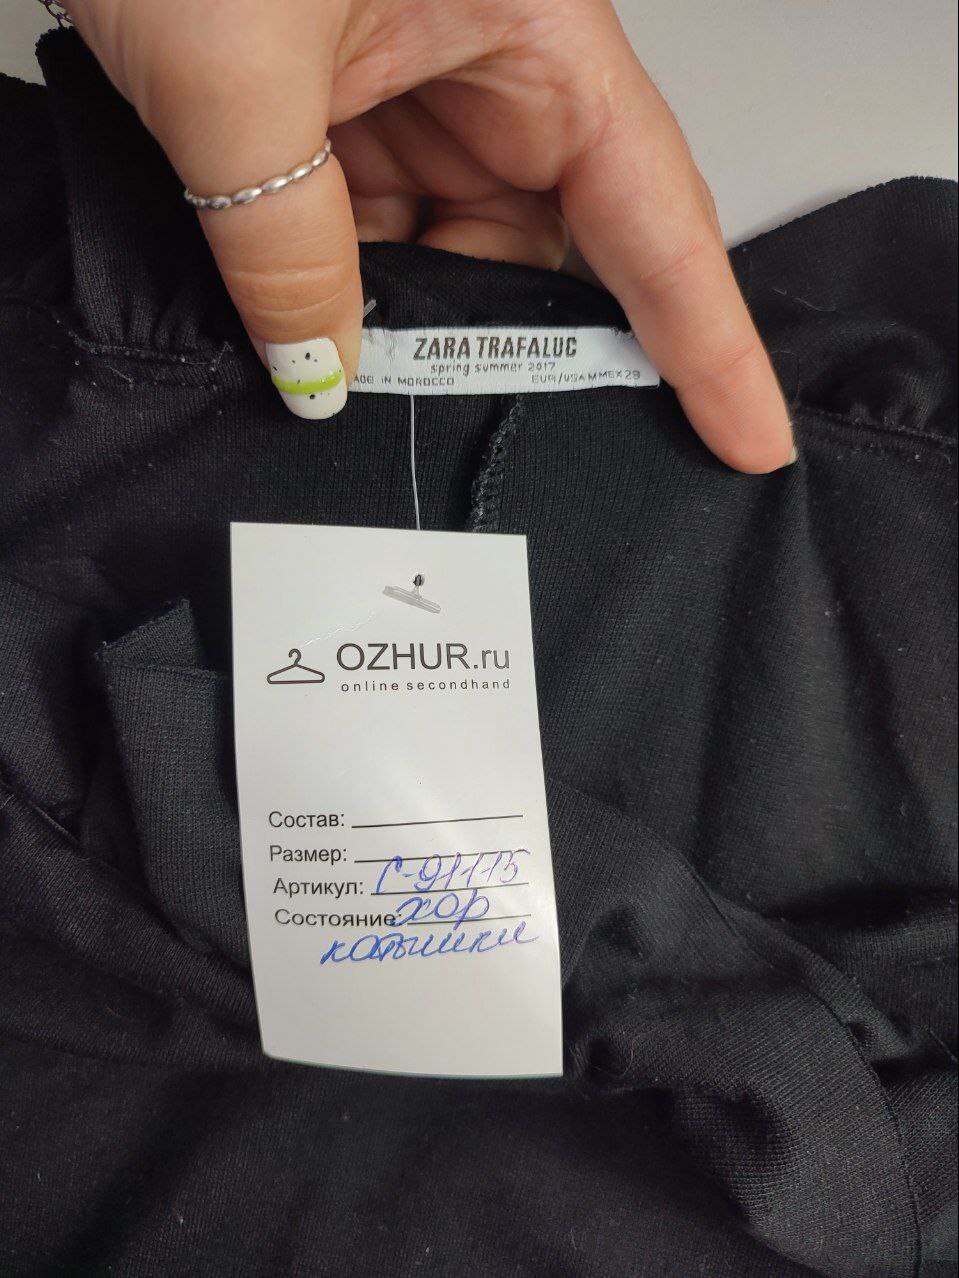 ZARA TRAFALUC
spring summer 2017
ADE IN MOROCCO EUR/USA M MEX 29
OZHUR.ru
online secondhand
Состав:
Размер:
Артикул: Г-91115
Состояние: хор
катышки